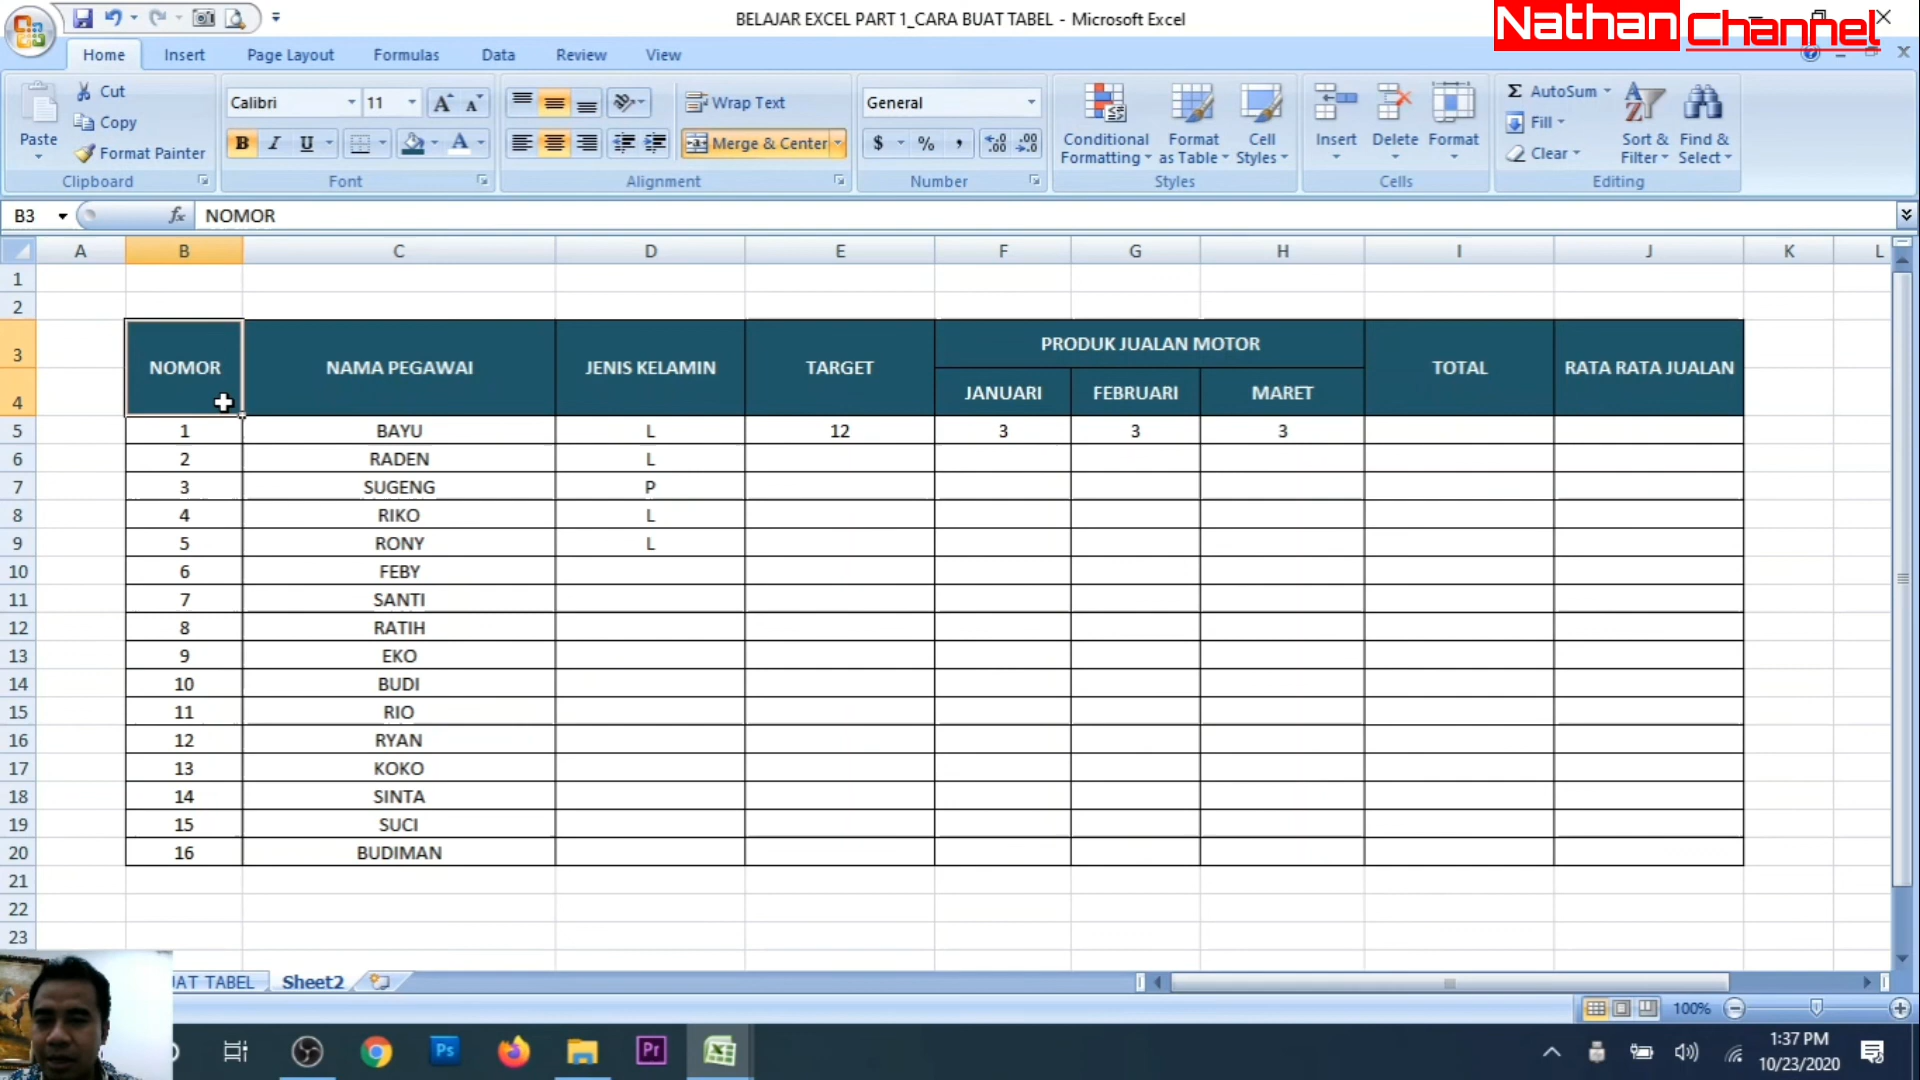 BELAJAR EXCEL PART 1_CARA BUAT TABEL - Microsoft Excel
Nathan Channel
Home Insert Page Layout Formulas Data Review View
Paste
Cut
Copy
Format Painter
Clipboard
Calibri 11
B I U
Font
Wrap Text
Merge & Center
Alignment
General
$ % ,
Number
Conditional Formatting
Format as Table
Cell Styles
Styles
Insert Delete Format
Cells
Σ AutoSum
Fill
Clear
Sort & Filter
Find & Select
Editing
B3 fx NOMOR
A B C D E F G H I J K L
1
2
3 NOMOR NAMA PEGAWAI JENIS KELAMIN TARGET PRODUK JUALAN MOTOR TOTAL RATA RATA JUALAN
4 JANUARI FEBRUARI MARET
5 1 BAYU L 12 3 3 3
6 2 RADEN L
7 3 SUGENG P
8 4 RIKO L
9 5 RONY L
10 6 FEBY
11 7 SANTI
12 8 RATIH
13 9 EKO
14 10 BUDI
15 11 RIO
16 12 RYAN
17 13 KOKO
18 14 SINTA
19 15 SUCI
20 16 BUDIMAN
21
22
23
UAT TABEL Sheet2
100%
Ps Pr
1:37 PM
10/23/2020